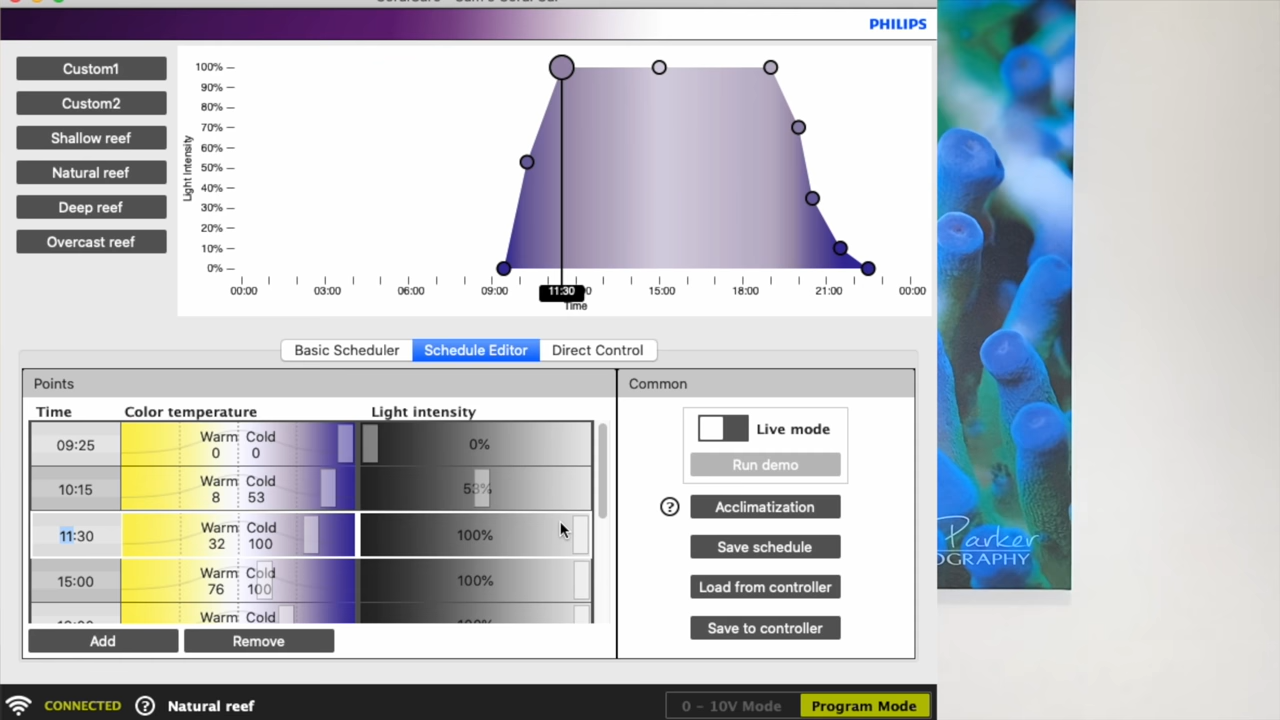 PHILIPS
Custom1
Custom2
Shallow reef
Natural reef
Deep reef
Overcast reef
Light Intensity
100%
90%
80%
70%
60%
50%
40%
30%
20%
10%
0%
00:00 03:00 06:00 09:00 11:30 15:00 18:00 21:00 00:00
Time
Basic Scheduler Schedule Editor Direct Control
Points
Time Color temperature Light intensity
09:25 Warm 0 Cold 0 0%
10:15 Warm 8 Cold 53 53%
11:30 Warm 32 Cold 100 100%
15:00 Warm 76 Cold 100 100%
Warm Cold
Add Remove
Common
Live mode
Run demo
? Acclimatization
Save schedule
Load from controller
Save to controller
CONNECTED ? Natural reef 0 – 10V Mode Program Mode
Parker
OGRAPHY